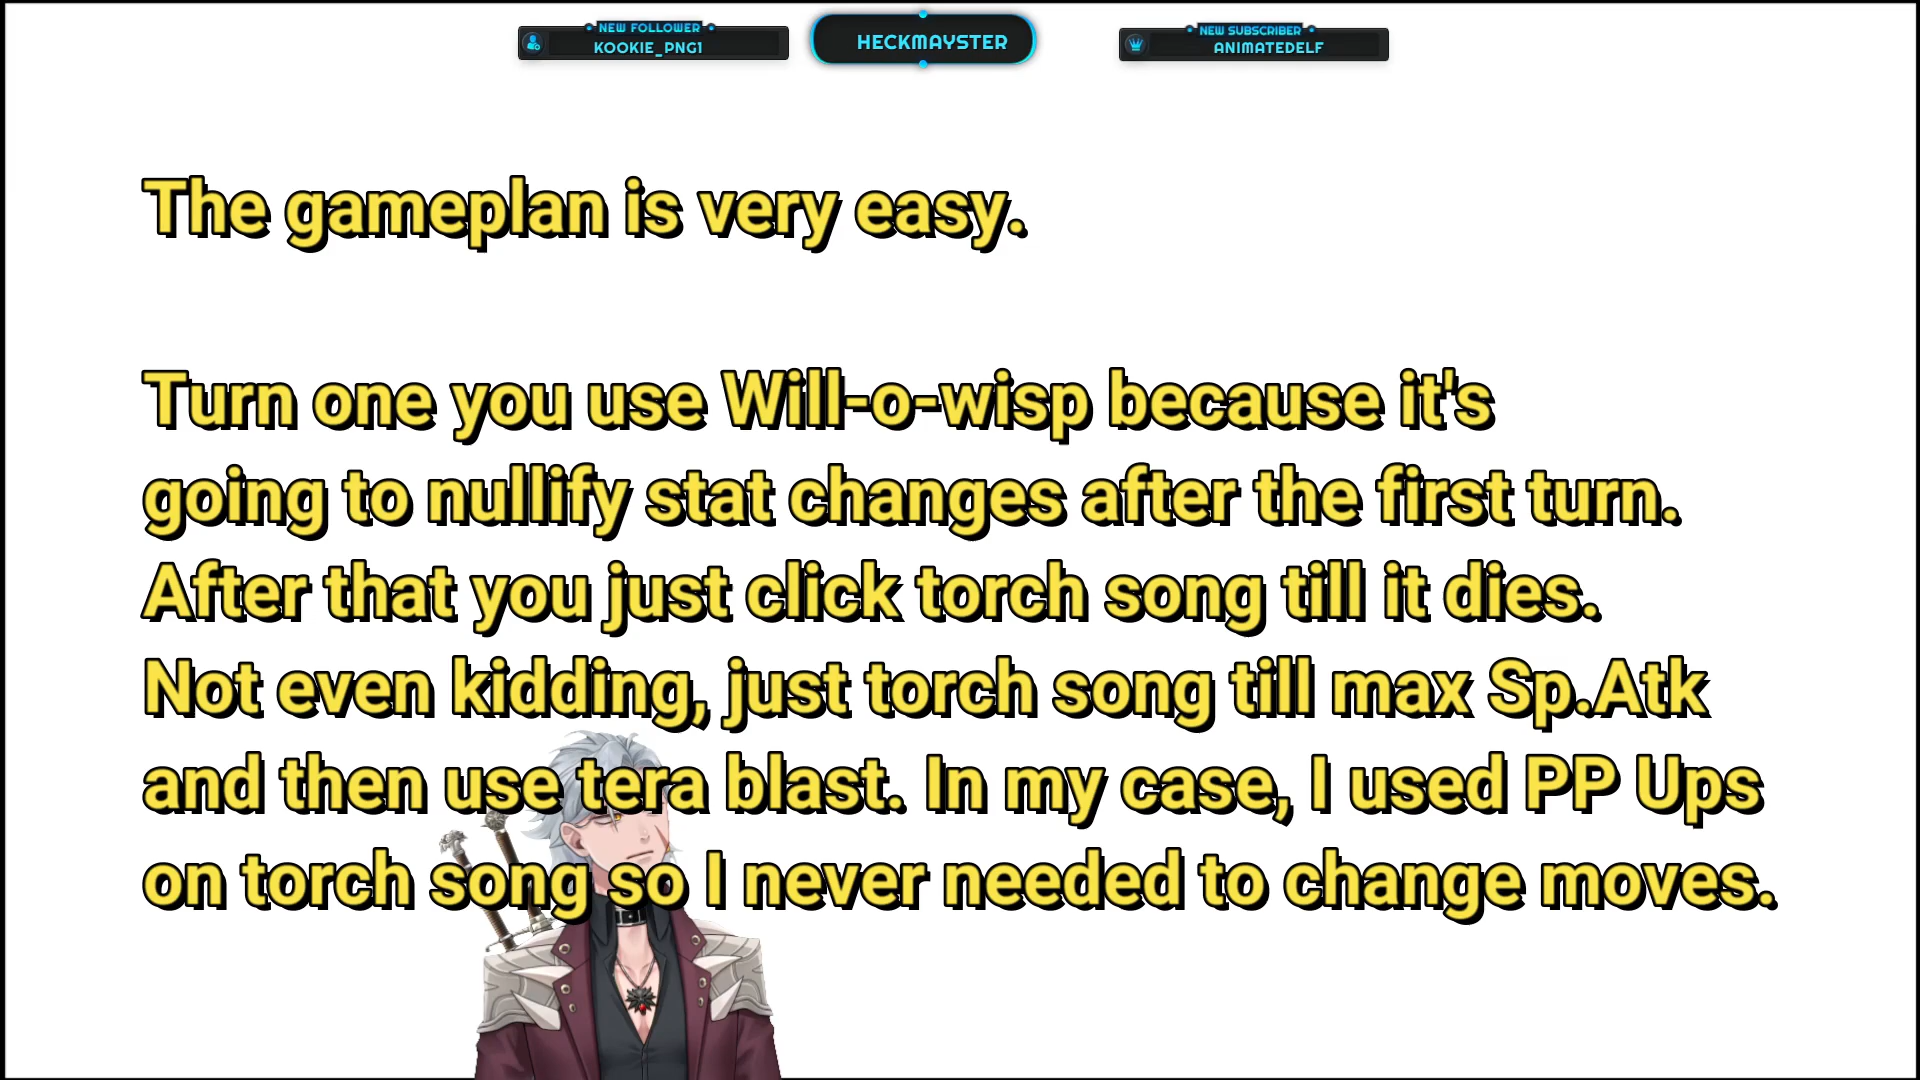 NEW FOLLOWER
KOOKIE_PNG1
HECKMAYSTER
NEW SUBSCRIBER
ANIMATEDELF
The gameplan is very easy.
Turn one you use Will-o-wisp because it's
going to nullify stat changes after the first turn.
After that you just click torch song till it dies.
Not even kidding, just torch song till max Sp.Atk
and then use tera blast. In my case, I used PP Ups
on torch song so I never needed to change moves.